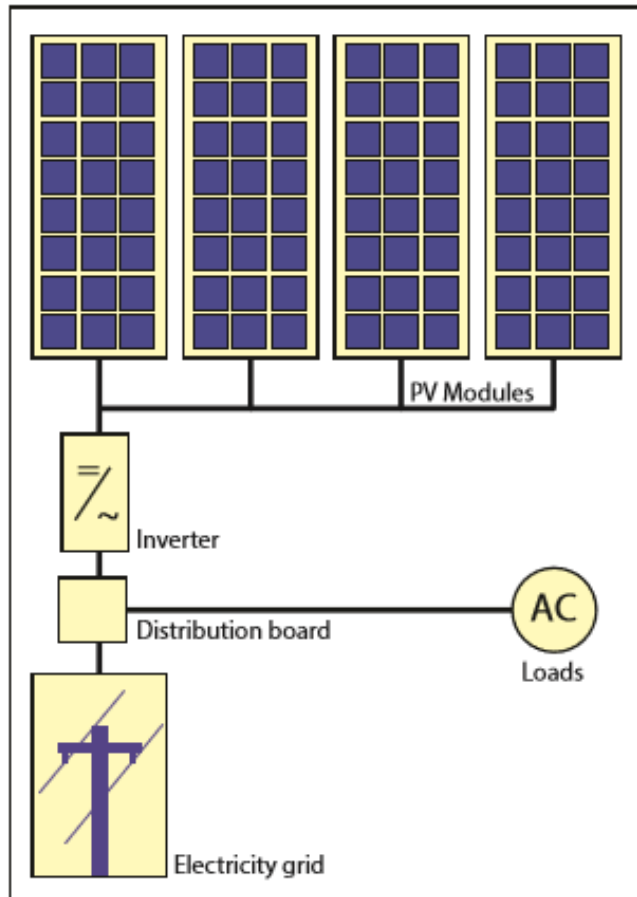 PV Modules
=
~
Inverter
AC
Distribution board
Loads
Electricity grid